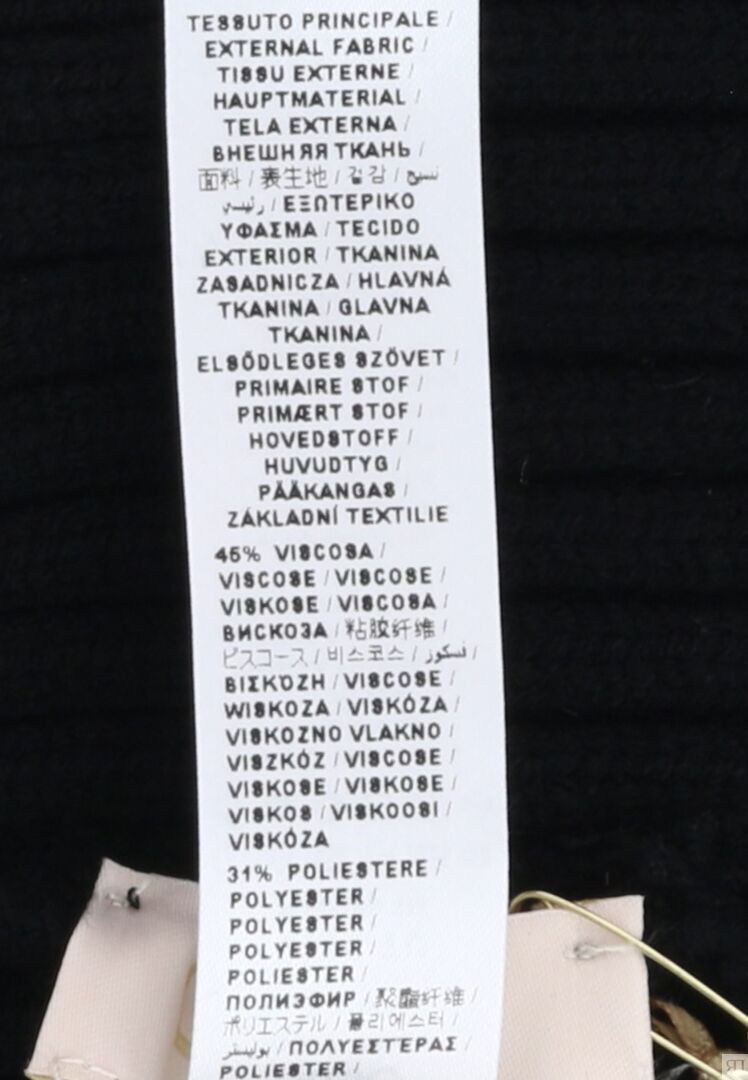 TESSUTO PRINCIPALE /
EXTERNAL FABRIC /
TISSU EXTERNE /
HAUPTMATERIAL /
TELA EXTERNA /
ВНЕШНЯЯ ТКАНЬ /
面料 / 表生地 / 겉감 / نسيج
رئيسي / ΕΞΩΤΕΡΙΚΟ
ΥΦΑΣΜΑ / TECIDO
EXTERIOR / TKANINA
ZASADNICZA / HLAVNÁ
TKANINA / GLAVNA
TKANINA /
ELSŐDLEGES SZÖVET /
PRIMAIRE STOF /
PRIMÆRT STOF /
HOVEDSTOFF /
HUVUDTYG /
PÄÄKANGAS /
ZÁKLADNÍ TEXTILIE
45% VISCOSA /
VISCOSE / VISCOSE /
VISKOSE / VISCOSA /
ВИСКОЗА / 粘胶纤维 /
ビスコース / 비스코스 / فسكوز /
ΒΙΣΚΌΖΗ / VISCOSE /
WISKOZA / VISKÓZA /
VISKOZNO VLAKNO /
VISZKÓZ / VISCOSE /
VISKOSE / VISKOSE /
VISKOS / VISKOOSI /
VISKÓZA
31% POLIESTERE /
POLYESTER /
POLYESTER /
POLYESTER /
POLIESTER /
ПОЛИЭФИР / 聚酯纤维 /
ポリエステル / 폴리에스터 /
بوليستر / ΠΟΛΥΕΣΤΈΡΑΣ /
POLIÉSTER /